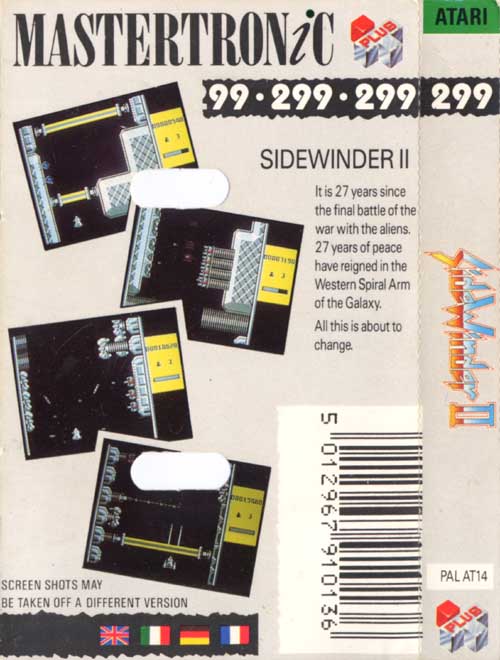 MASTERTRONiC
PLUS
ATARI
.99 · 299 · 299
299
SIDEWINDER II
It is 27 years since
the final battle of the
war with the aliens.
27 years of peace
have reigned in the
Western Spiral Arm
of the Galaxy.
All this is about to
change.
SideWinder II
5 012967 910136
SCREEN SHOTS MAY
BE TAKEN OFF A DIFFERENT VERSION
PAL AT14
PLUS